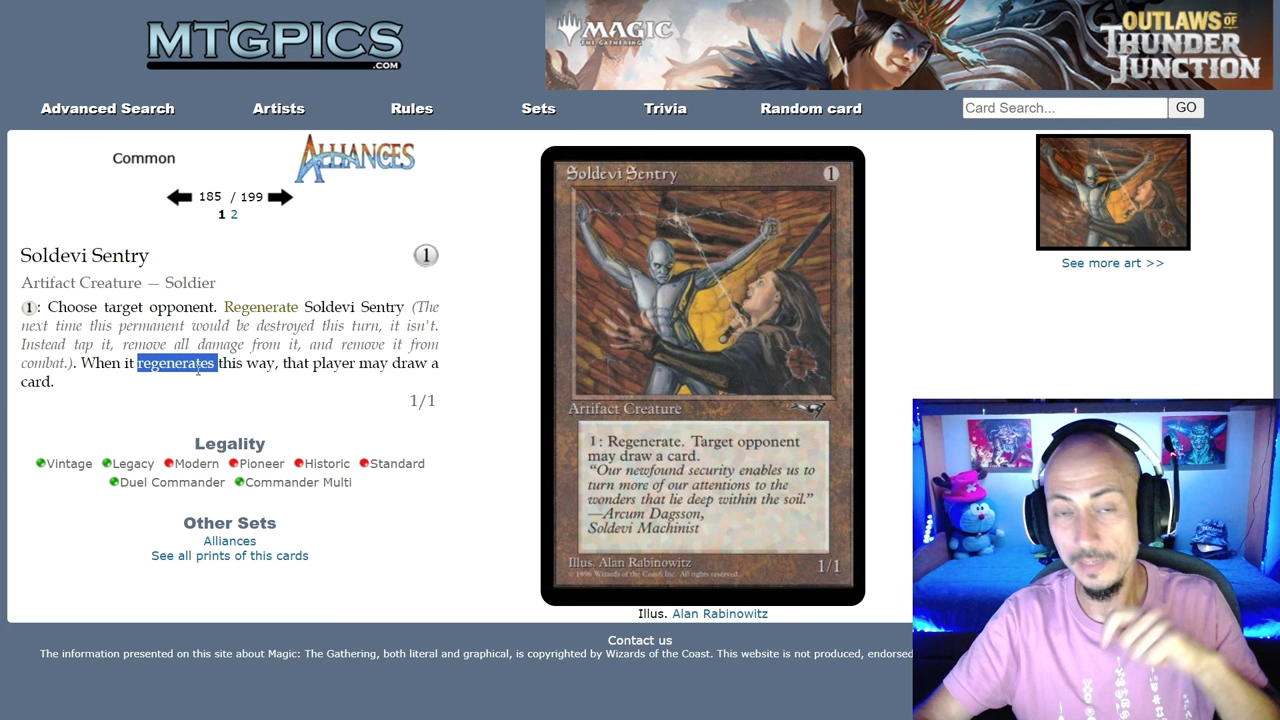 MTGPICS
.COM
MAGIC
THE GATHERING
OUTLAWS OF
THUNDER
JUNCTION
Advanced Search
Artists
Rules
Sets
Trivia
Random card
Card Search...
GO
Common
ALLIANCES
185 / 199
1 2
Soldevi Sentry
1
Artifact Creature — Soldier
1: Choose target opponent. Regenerate Soldevi Sentry (The
next time this permanent would be destroyed this turn, it isn't.
Instead tap it, remove all damage from it, and remove it from
combat.). When it regenerates this way, that player may draw a
card.
1/1
Legality
Vintage Legacy Modern Pioneer Historic Standard
Duel Commander Commander Multi
Other Sets
Alliances
See all prints of this cards
Soldevi Sentry 1
Artifact Creature
1: Regenerate. Target opponent
may draw a card.
“Our newfound security enables us to
turn more of our attentions to the
wonders that lie deep within the soil.”
—Arcum Dagsson,
Soldevi Machinist
Illus. Alan Rabinowitz
1/1
© 1996 Wizards of the Coast, Inc. All rights reserved.
Illus. Alan Rabinowitz
See more art >>
Contact us
The information presented on this site about Magic: The Gathering, both literal and graphical, is copyrighted by Wizards of the Coast. This website is not produced, endorsed